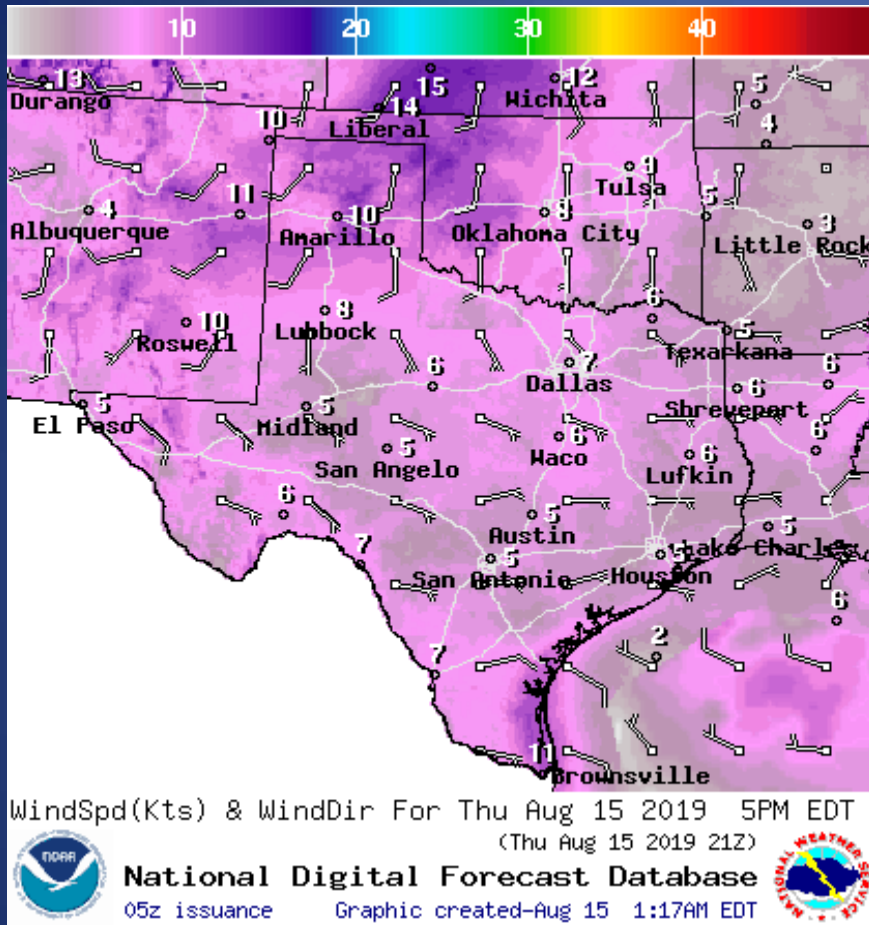 10 20 30 40
13 15 12 5
Durango 14 Wichita
Liberal
10 4
9
Tulsa
4 11 10 8 5 3
Albuquerque Amarillo Oklahoma City Little Rock
10 8 6 5
Roswell Lubbock Texarkana
6 7 6 6
Dallas
5 5 Shreveport
El Paso Midland 5 6 6 6
San Angelo Waco Lufkin
6 5 5
Austin
7 5 5 Lake Charles
San Antonio Houston
6
7 2
11
Brownsville
WindSpd(Kts) & WindDir For Thu Aug 15 2019 5PM EDT
(Thu Aug 15 2019 21Z)
NOAA
NATIONAL WEATHER SERVICE
National Digital Forecast Database
05z issuance Graphic created-Aug 15 1:17AM EDT